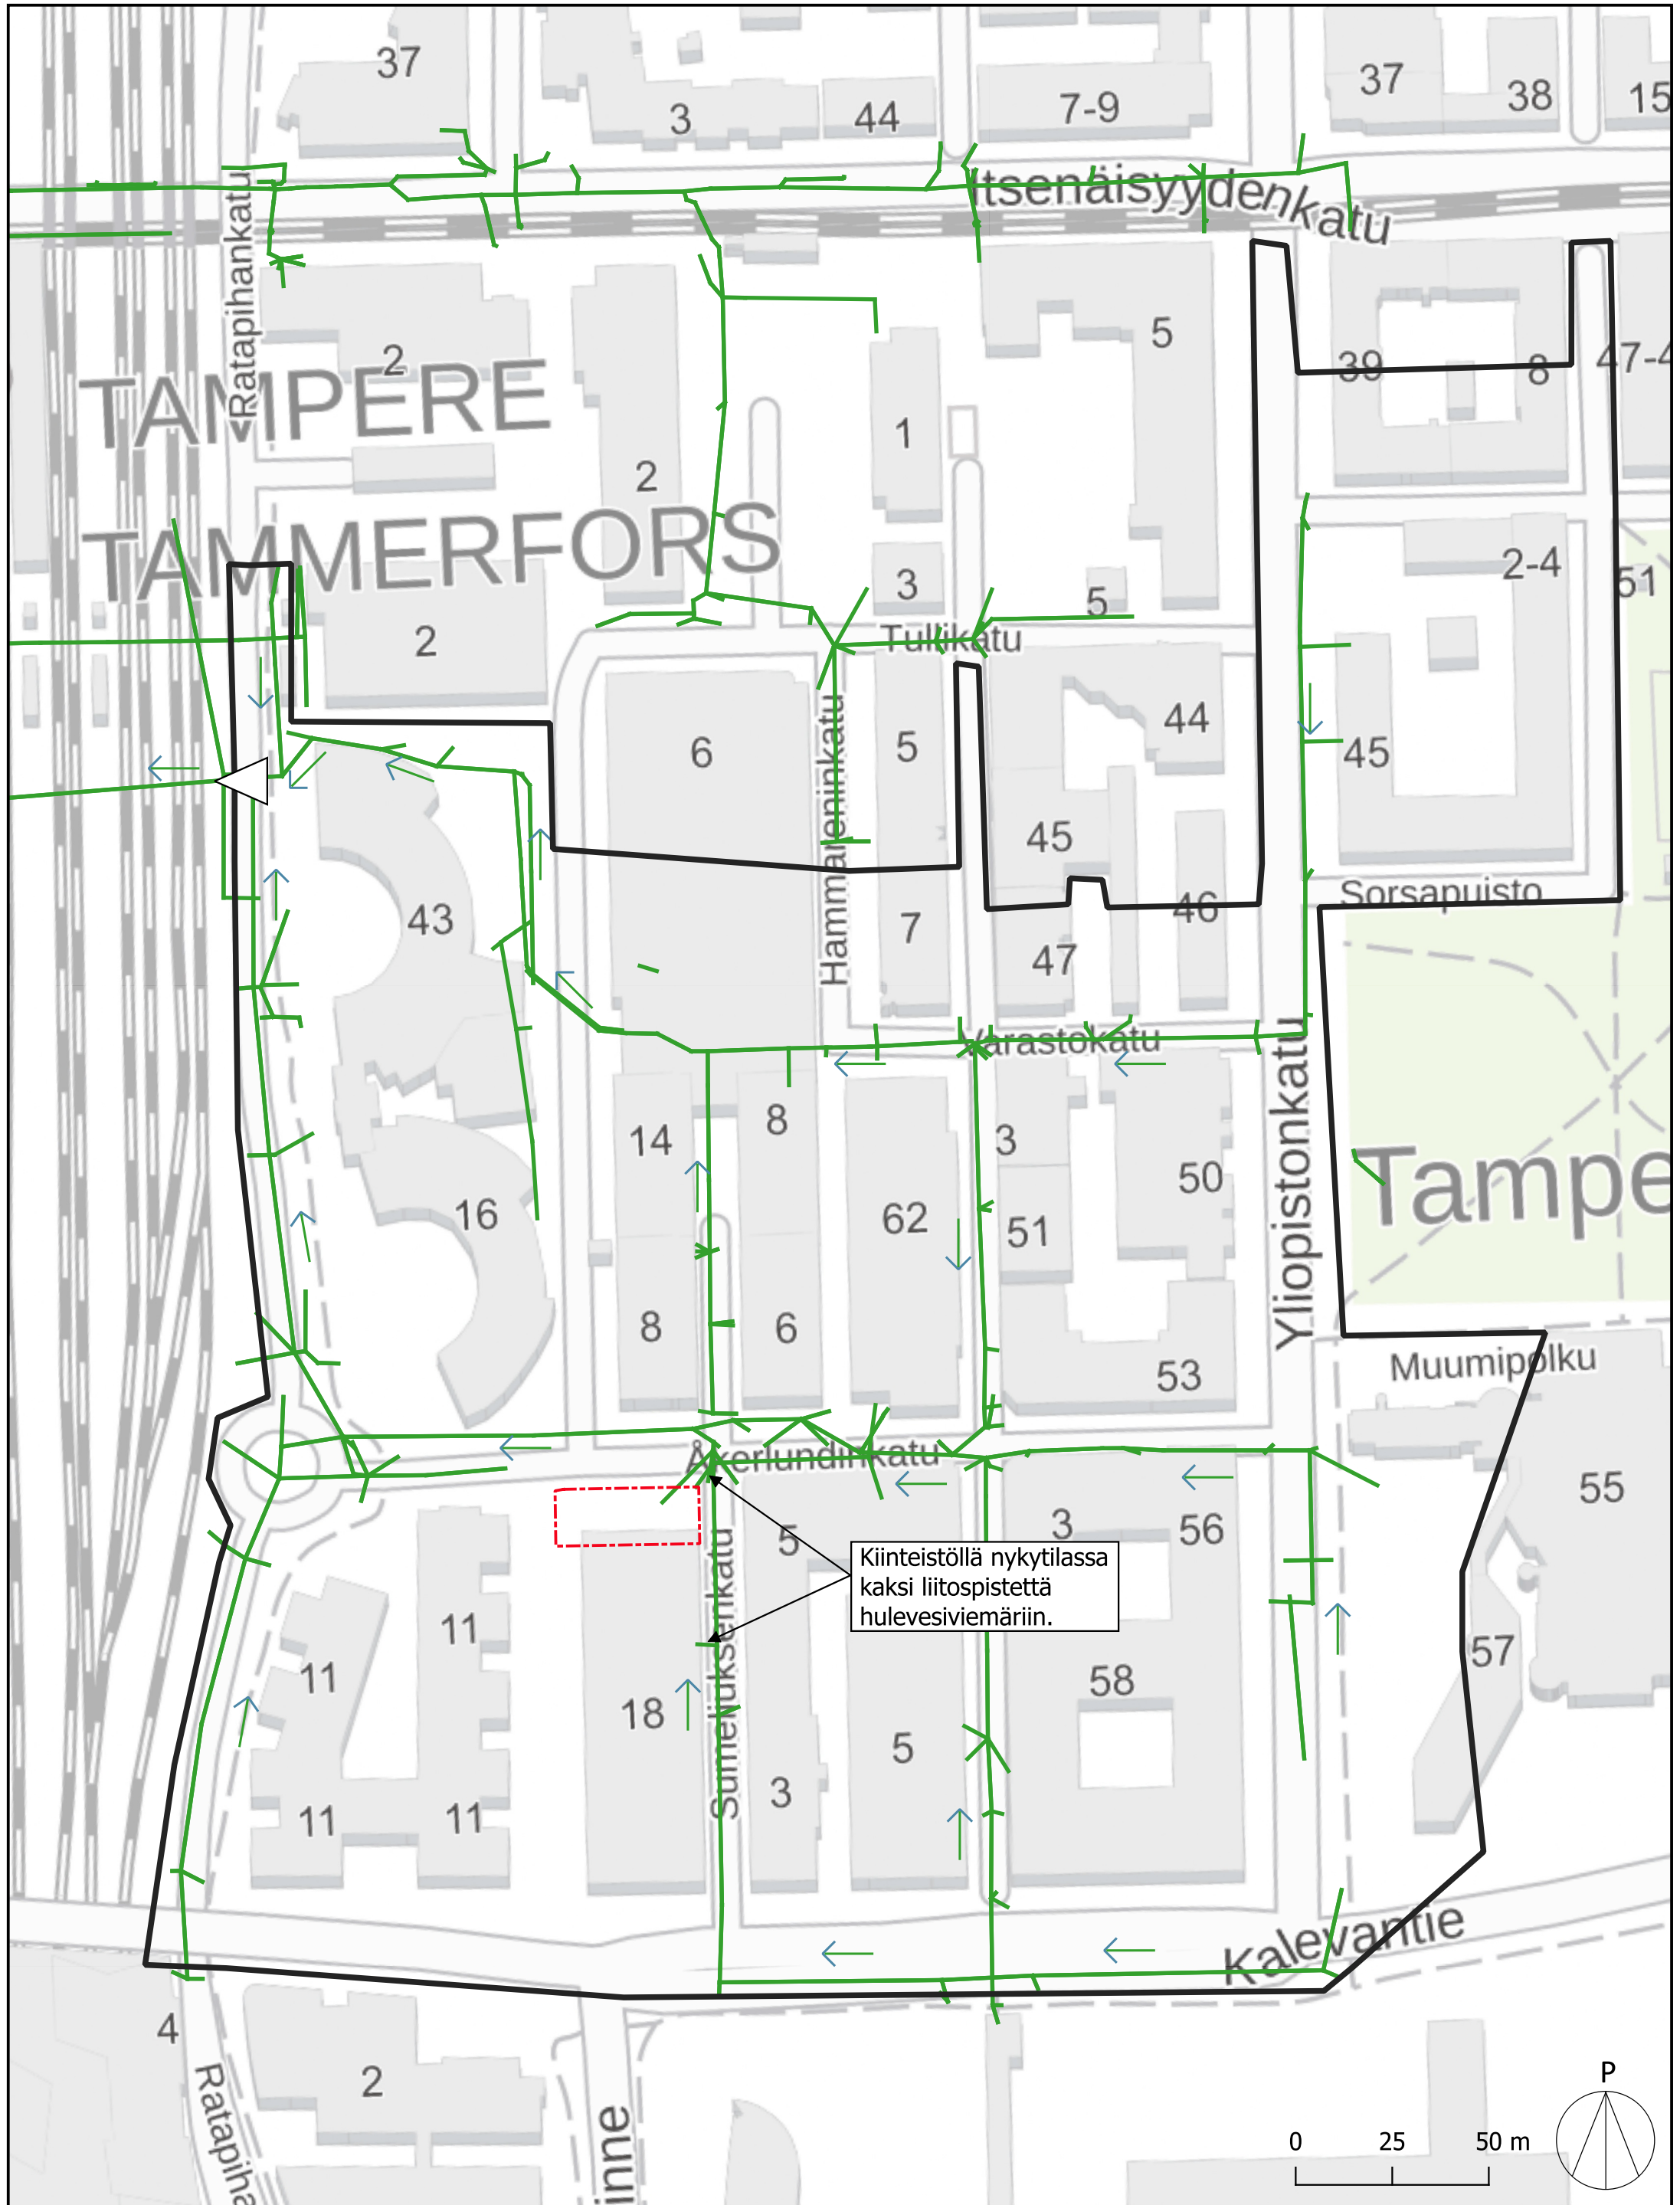 37
3
44
7-9
37
38
15
Itsenäisyydenkatu
Ratapihankatu
2
2
5
39
8
47-4
TAMPERE
1
TAMMERFORS
3
5
2-4
51
2
Tullikatu
6
Hammareninkatu
5
44
45
45
43
7
46
Sorsapuisto
47
Varastokatu
14
8
3
50
Yliopistonkatu
Tampe
16
62
51
8
6
53
Muumipolku
Åkerlundinkatu
55
5
3
56
Kiinteistöllä nykytilassa
kaksi liitospistettä
hulevesiviemäriin.
11
11
18
Sumeliuksenkatu
5
58
57
3
11
11
Kalevantie
4
2
Ratapiha
inne
P
0 25 50 m